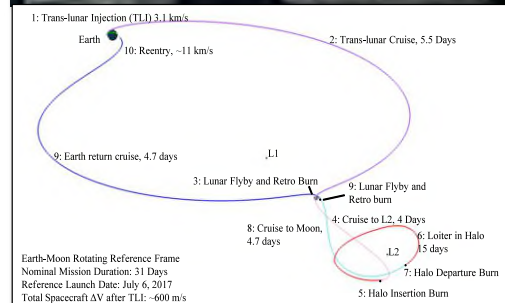 1: Trans-lunar Injection (TLI) 3.1 km/s
Earth
10: Reentry, ~11 km/s
2: Trans-lunar Cruise, 5.5 Days
L1
9: Earth return cruise, 4.7 days
3: Lunar Flyby and Retro Burn
9: Lunar Flyby and
Retro burn
4: Cruise to L2, 4 Days
8: Cruise to Moon,
4.7 days
6: Loiter in Halo
15 days
L2
7: Halo Departure Burn
5: Halo Insertion Burn
Earth-Moon Rotating Reference Frame
Nominal Mission Duration: 31 Days
Reference Launch Date: July 6, 2017
Total Spacecraft ΔV after TLI: ~600 m/s